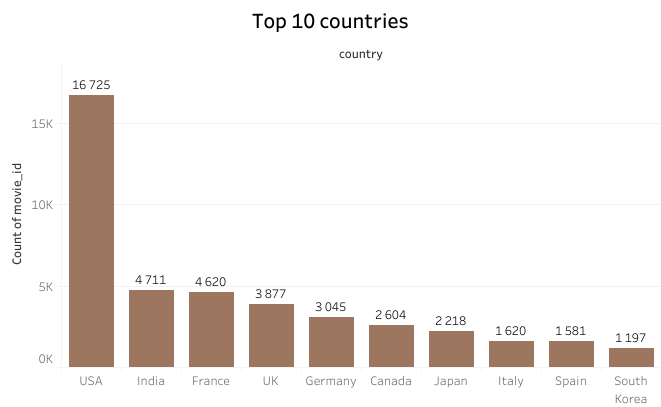 Top 10 countries
country
Count of movie_id
15K
10K
5K
0K
16 725
4 711
4 620
3 877
3 045
2 604
2 218
1 620
1 581
1 197
USA
India
France
UK
Germany
Canada
Japan
Italy
Spain
South
Korea